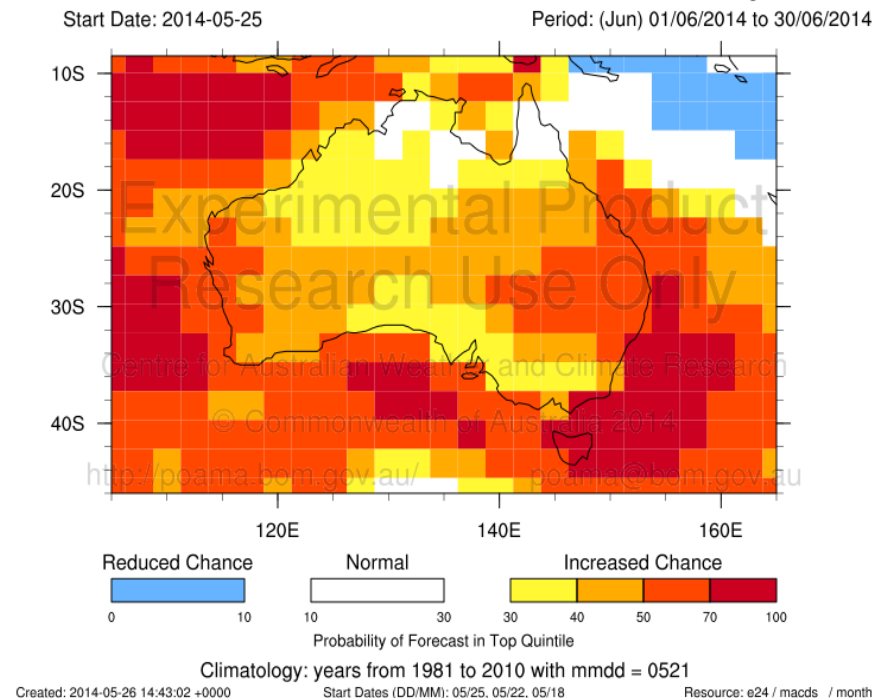 Start Date: 2014-05-25
Period: (Jun) 01/06/2014 to 30/06/2014
10S
20S
30S
40S
Experimental Product
Research Use Only
Centre for Australian Weather and Climate Research
© Commonwealth of Australia 2014
http://poama.bom.gov.au/
poama@bom.gov.au
120E
140E
160E
Reduced Chance
Normal
Increased Chance
0
10
10
30
30
40
50
70
100
Probability of Forecast in Top Quintile
Climatology: years from 1981 to 2010 with mmdd = 0521
Created: 2014-05-26 14:43:02 +0000
Start Dates (DD/MM): 05/25, 05/22, 05/18
Resource: e24 / macds / month